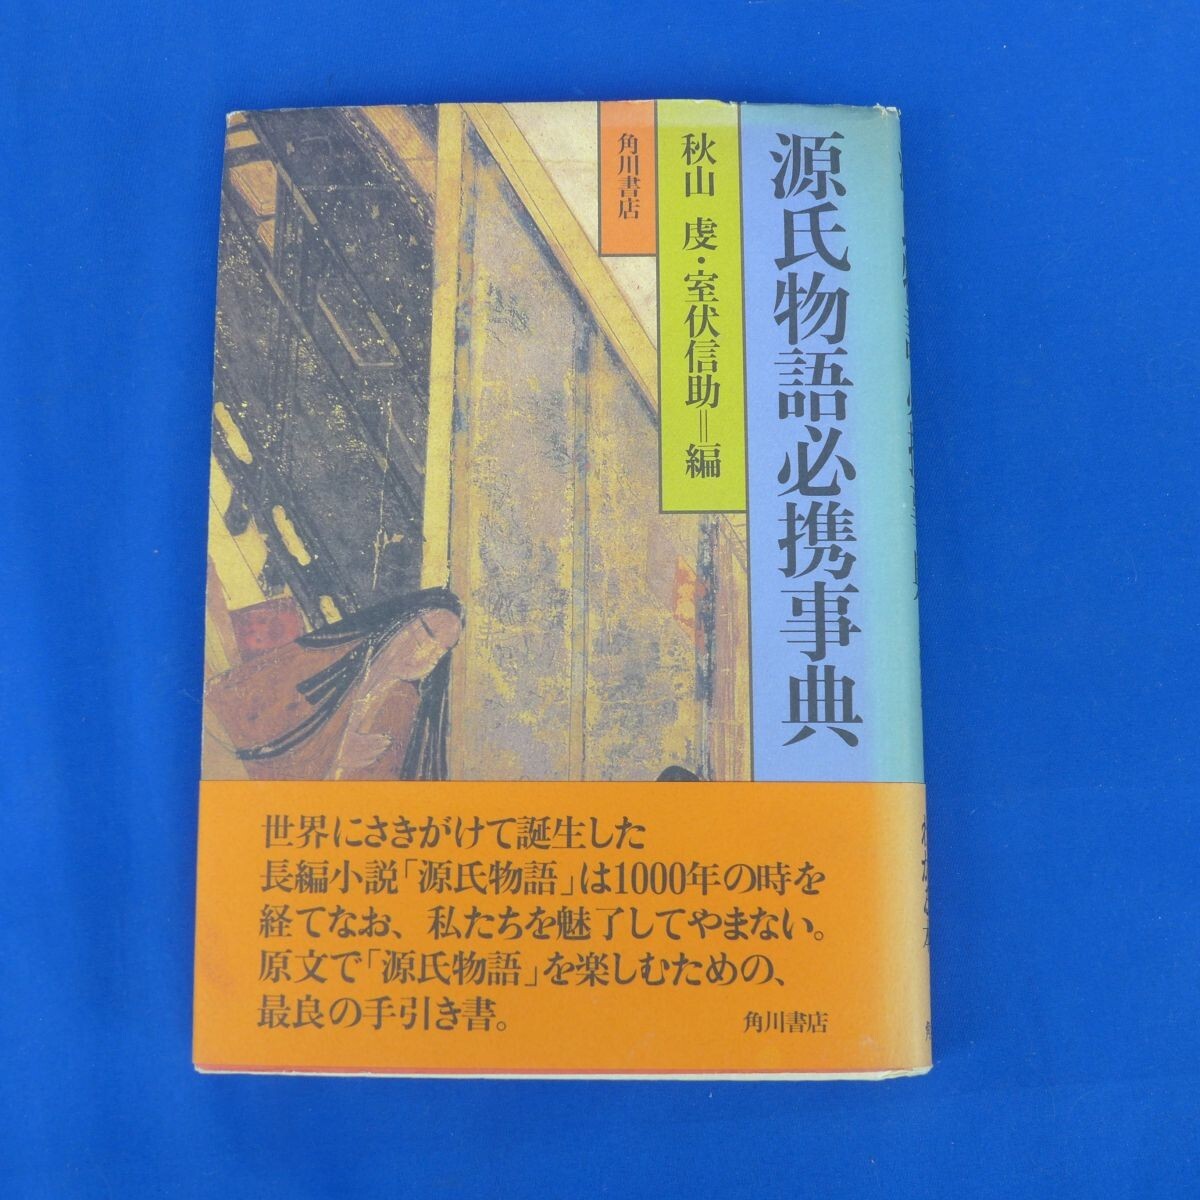 源氏物語必携事典
秋山 虔・室伏信助＝編
角川書店
世界にさきがけて誕生した
長編小説「源氏物語」は1000年の時を
経てなお、私たちを魅了してやまない。
原文で「源氏物語」を楽しむための、
最良の手引き書。
角川書店